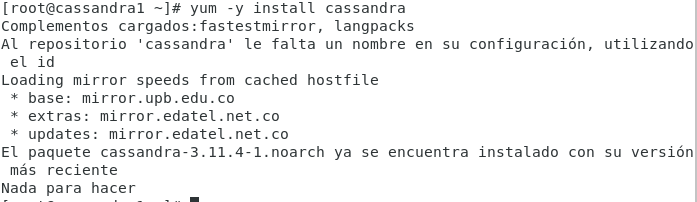 [root@cassandra1 ~]# yum -y install cassandra
Complementos cargados:fastestmirror, langpacks
Al repositorio 'cassandra' le falta un nombre en su configuración, utilizando
el id
Loading mirror speeds from cached hostfile
* base: mirror.upb.edu.co
* extras: mirror.edatel.net.co
* updates: mirror.edatel.net.co
El paquete cassandra-3.11.4-1.noarch ya se encuentra instalado con su versión
más reciente
Nada para hacer